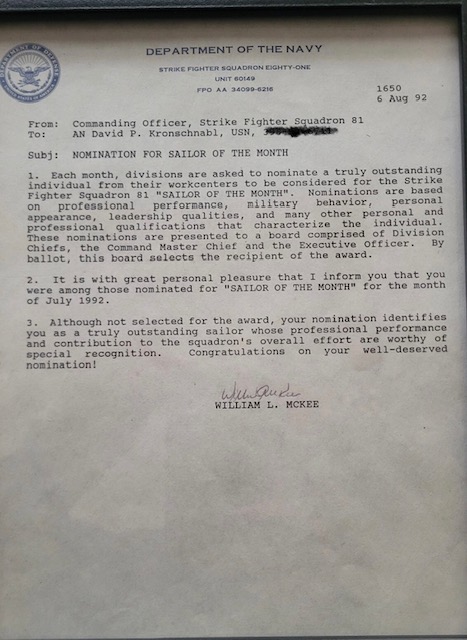 DEPARTMENT OF THE NAVY
STRIKE FIGHTER SQUADRON EIGHTY-ONE
UNIT 60149
FPO AA 34099-6216
1650
6 Aug 92
From: Commanding Officer, Strike Fighter Squadron 81
To: AN David P. Kronschnabl, USN,
Subj: NOMINATION FOR SAILOR OF THE MONTH
1. Each month, divisions are asked to nominate a truly outstanding
individual from their workcenters to be considered for the Strike
Fighter Squadron 81 "SAILOR OF THE MONTH". Nominations are based
on professional performance, military behavior, personal
appearance, leadership qualities, and many other personal and
professional qualifications that characterize the individual.
These nominations are presented to a board comprised of Division
Chiefs, the Command Master Chief and the Executive Officer. By
ballot, this board selects the recipient of the award.
2. It is with great personal pleasure that I inform you that you
were among those nominated for "SAILOR OF THE MONTH" for the month
of July 1992.
3. Although not selected for the award, your nomination identifies
you as a truly outstanding sailor whose professional performance
and contribution to the squadron's overall effort are worthy of
special recognition. Congratulations on your well-deserved
nomination!
WILLIAM L. MCKEE